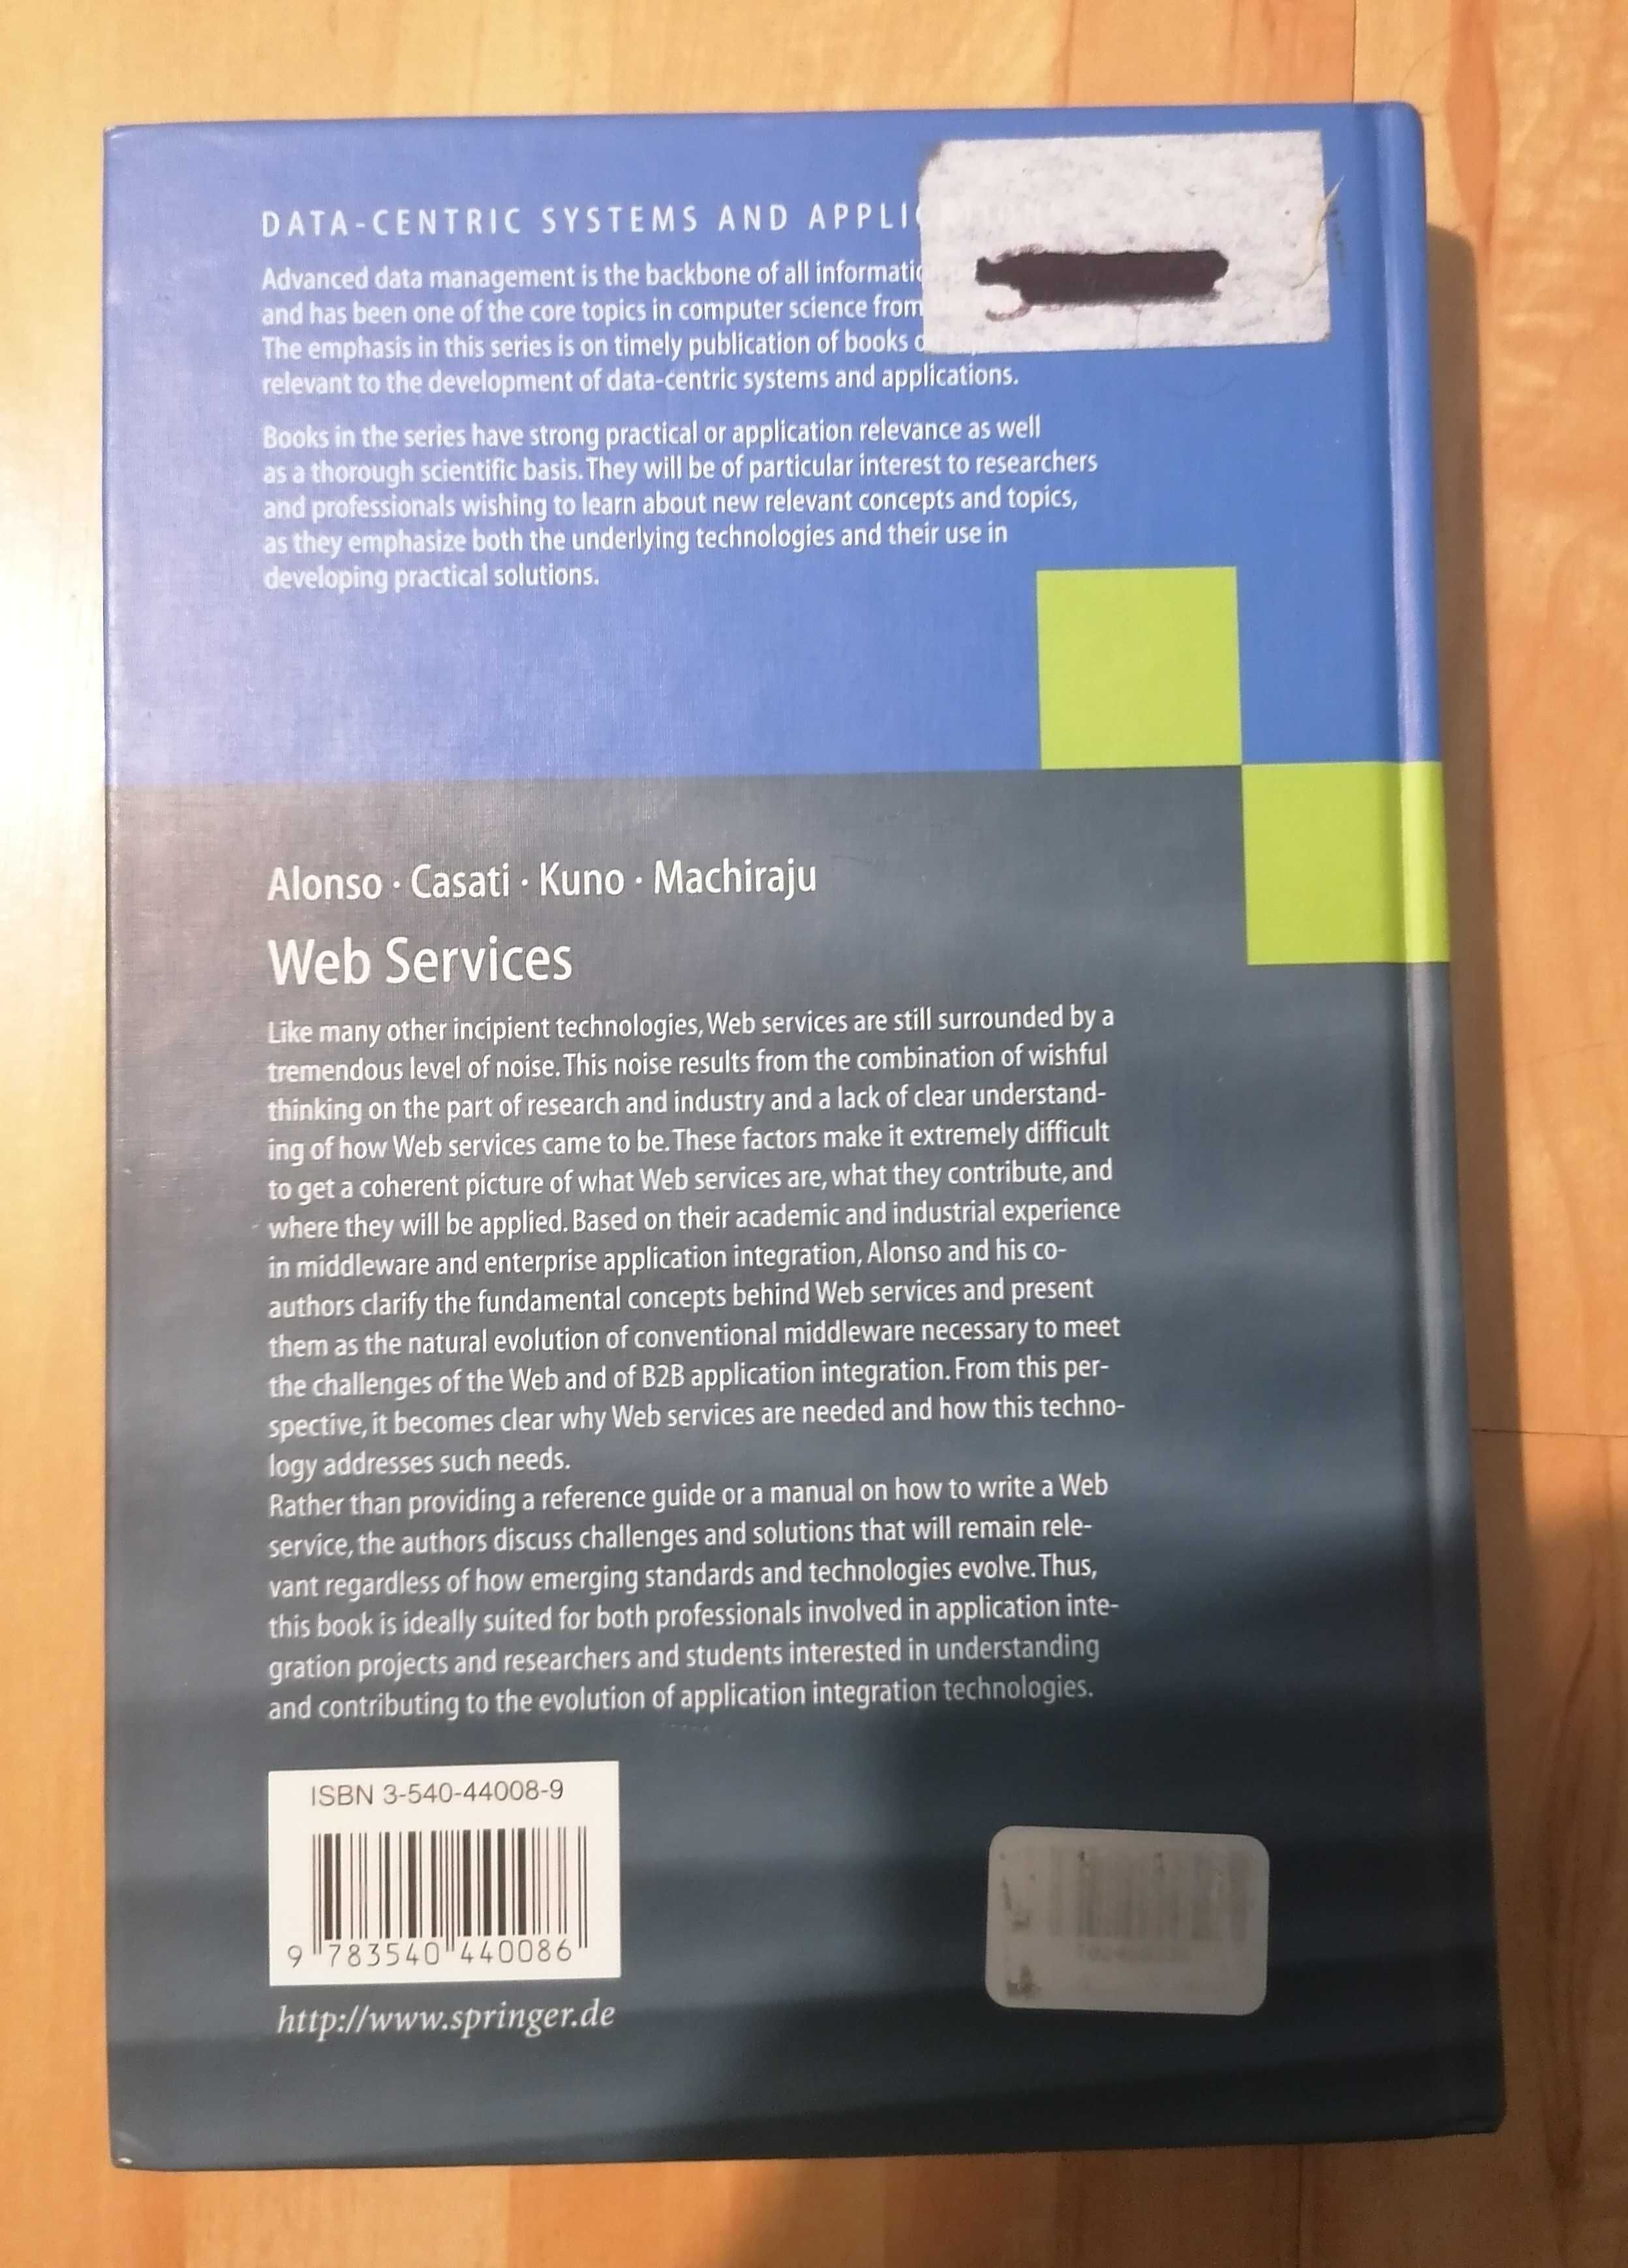 DATA-CENTRIC SYSTEMS AND APPLI
Advanced data management is the backbone of all
and has been one of the core topics in computer science from
The emphasis in this series is on timely publication of books
relevant to the development of data-centric systems and applications.
Books in the series have strong practical or application relevance as well
as a thorough scientific basis. They will be of particular interest to researchers
and professionals wishing to learn about new relevant concepts and topics,
as they emphasize both the underlying technologies and their use in
developing practical solutions.
Alonso · Casati · Kuno · Machiraju
Web Services
Like many other incipient technologies, Web services are still surrounded by a
tremendous level of noise. This noise results from the combination of wishful
thinking on the part of research and industry and a lack of clear understand-
ing of how Web services came to be. These factors make it extremely difficult
to get a coherent picture of what Web services are, what they contribute, and
where they will be applied. Based on their academic and industrial experience
in middleware and enterprise application integration, Alonso and his co-
authors clarify the fundamental concepts behind Web services and present
them as the natural evolution of conventional middleware necessary to meet
the challenges of the Web and of B2B application integration. From this per-
spective, it becomes clear why Web services are needed and how this techno-
logy addresses such needs.
Rather than providing a reference guide or a manual on how to write a Web
service, the authors discuss challenges and solutions that will remain rele-
vant regardless of how emerging standards and technologies evolve. Thus,
this book is ideally suited for both professionals involved in application inte-
gration projects and researchers and students interested in understanding
and contributing to the evolution of application integration technologies.
ISBN 3-540-44008-9
9 783540 440086
http://www.springer.de